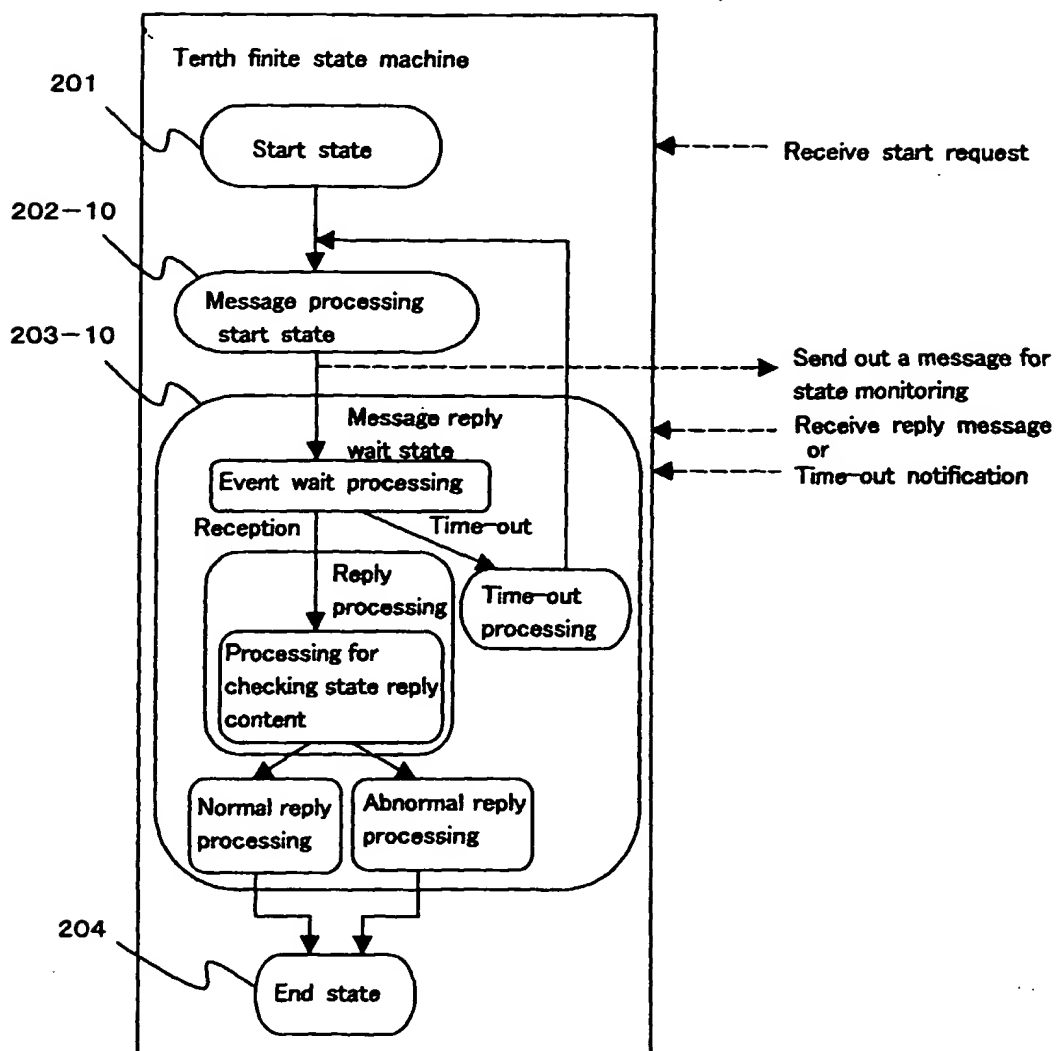 Tenth finite state machine
201
Start state
Receive start request
202-10
Message processing
start state
203-10
Send out a message for
state monitoring
Message reply
wait state
Receive reply message
or
Time-out notification
Event wait processing
Reception
Time-out
Reply
processing
Time-out
processing
Processing for
checking state reply
content
Normal reply
processing
Abnormal reply
processing
204
End state